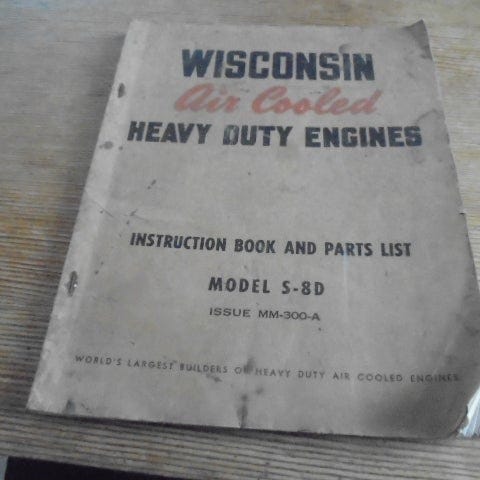 WISCONSIN
Air Cooled
HEAVY DUTY ENGINES
INSTRUCTION BOOK AND PARTS LIST
MODEL S-8D
ISSUE MM-300-A
WORLD'S LARGEST BUILDERS OF HEAVY DUTY AIR COOLED ENGINES